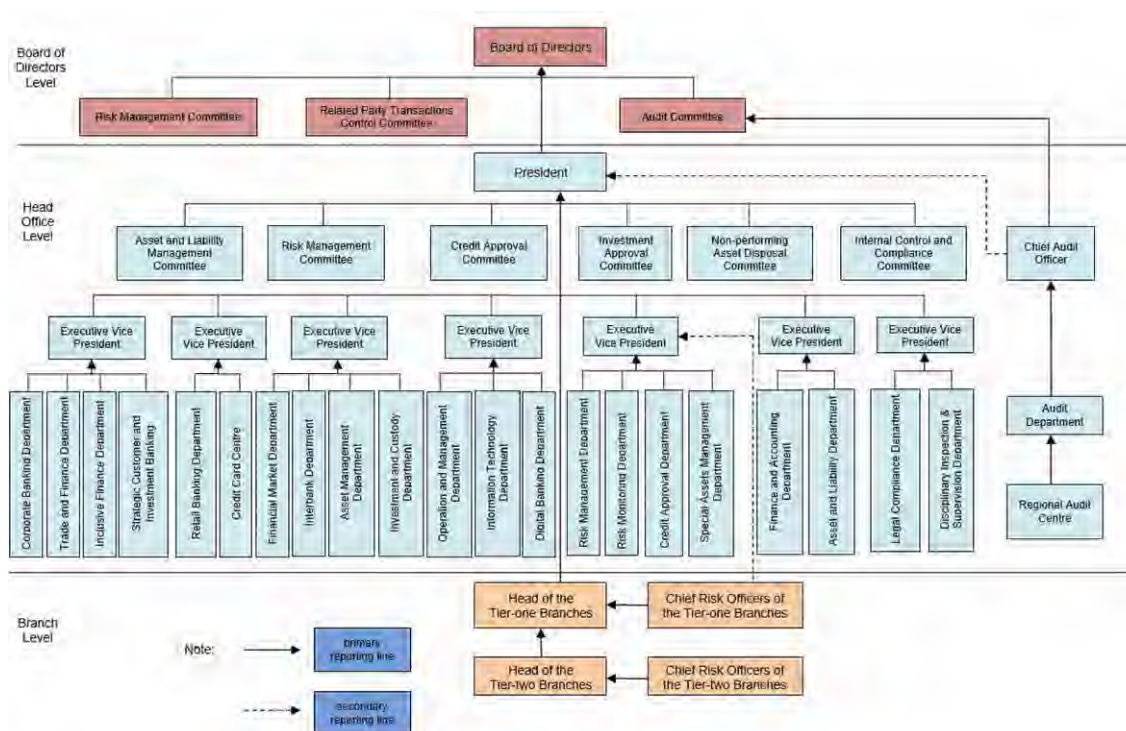 Board of
Directors
Level
Board of Directors
Risk Management Committee
Related Party Transactions
Control Committee
Audit Committee
Head
Office
Level
President
Asset and Liability
Management
Committee
Risk Management
Committee
Credit Approval
Committee
Investment
Approval
Committee
Non-performing
Asset Disposal
Committee
Internal Control and
Compliance
Committee
Chief Audit
Officer
Executive Vice
President
Executive
Vice President
Executive Vice
President
Executive Vice
President
Executive
Vice President
Executive
Vice President
Executive Vice
President
Corporate Banking Department
Trade and Finance Department
Inclusive Finance Department
Strategic Customer and
Investment Banking
Retail Banking Department
Credit Card Centre
Financial Market Department
Interbank Department
Asset Management
Department
Investment and Custody
Department
Operation and Management
Department
Information Technology
Department
Digital Banking Department
Risk Management Department
Risk Monitoring Department
Credit Approval Department
Special Assets Management
Department
Finance and Accounting
Department
Asset and Liability Department
Legal Compliance Department
Disciplinary Inspection &
Supervision Department
Audit
Department
Regional Audit
Centre
Branch
Level
Head of the
Tier-one Branches
Chief Risk Officers of
the Tier-one Branches
Head of the
Tier-two Branches
Chief Risk Officers of
the Tier-two Branches
Note:
primary
reporting line
secondary
reporting line